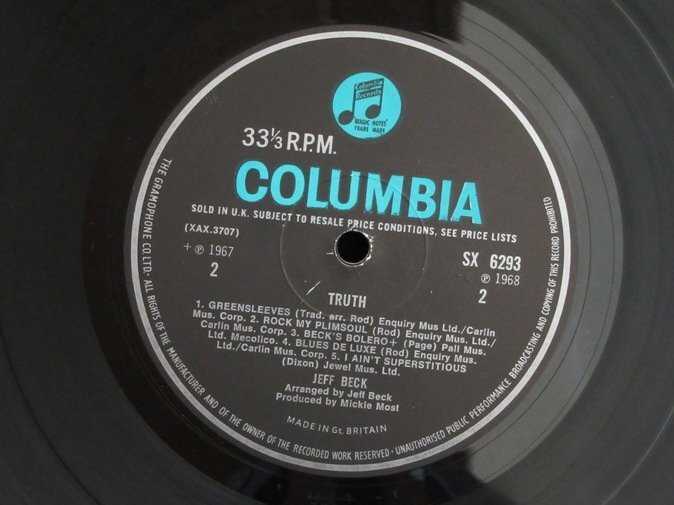 Columbia
Records
MAGIC NOTES
TRADE MARK
33⅓ R.P.M.
COLUMBIA
SOLD IN U.K. SUBJECT TO RESALE PRICE CONDITIONS, SEE PRICE LISTS
(XAX.3707)
+ ℗ 1967
2
SX 6293
℗ 1968
2
TRUTH
1. GREENSLEEVES (Trad. arr. Rod) Enquiry Mus Ltd./Carlin
Mus. Corp. 2. ROCK MY PLIMSOUL (Rod) Enquiry Mus. Ltd./
Carlin Mus. Corp. 3. BECK'S BOLERO+ (Page) Pall Mus.
Ltd. Mecolico. 4. BLUES DE LUXE (Rod) Enquiry Mus.
Ltd./Carlin Mus. Corp. 5. I AIN'T SUPERSTITIOUS
(Dixon) Jewel Mus. Ltd.
JEFF BECK
Arranged by Jeff Beck
Produced by Mickie Most
MADE IN Gt. BRITAIN
THE GRAMOPHONE CO. LTD. ALL RIGHTS OF THE MANUFACTURER AND OF THE OWNER OF THE RECORDED WORK RESERVED. UNAUTHORISED PUBLIC PERFORMANCE BROADCASTING AND COPYING OF THIS RECORD PROHIBITED